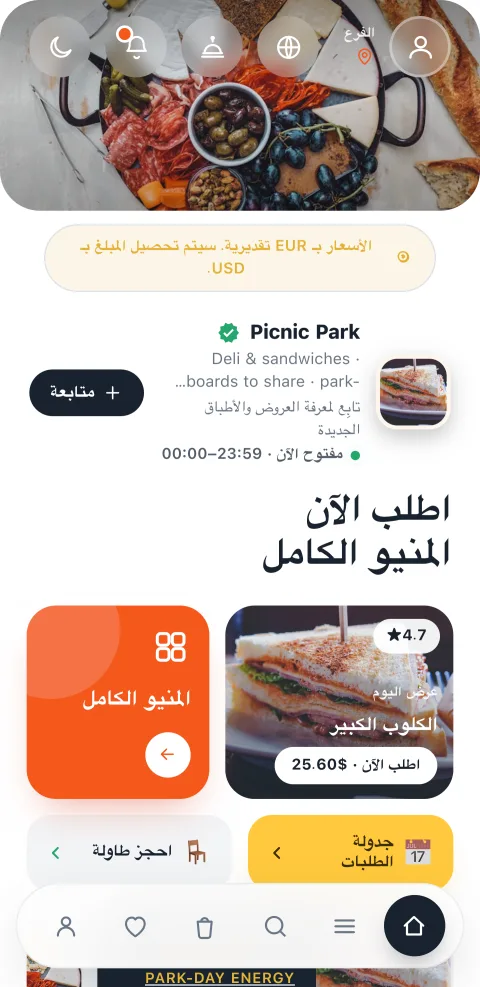 الفرع
الأسعار بـ EUR تقديرية. سيتم تحصيل المبلغ بـ
USD.
Picnic Park
Deli & sandwiches ·
boards to share · park-...
تابع لمعرفة العروض والأطباق
الجديدة
مفتوح الآن · 00:00–23:59
متابعة
اطلب الآن
المنيو الكامل
4.7★
عرض اليوم
الكلوب الكبير
اطلب الآن · 25.60$
المنيو الكامل
جدولة
الطلبات
JUL
17
احجز طاولة
PARK-DAY ENERGY